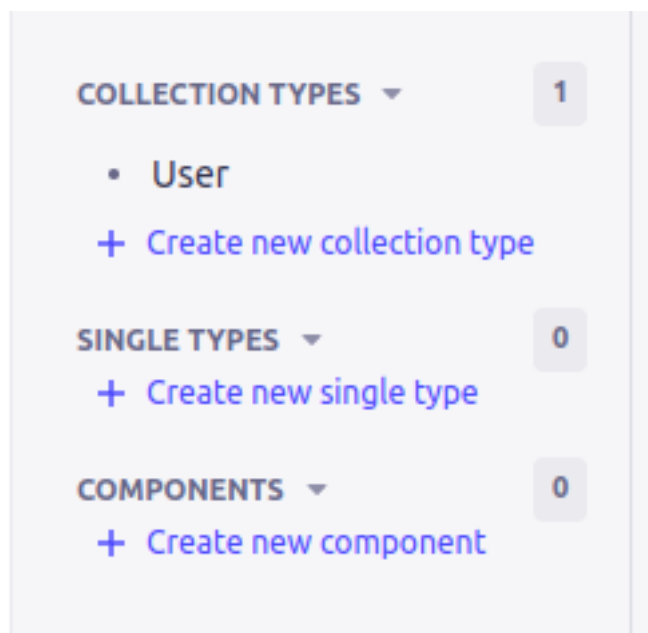 COLLECTION TYPES 1
• User
+ Create new collection type
SINGLE TYPES 0
+ Create new single type
COMPONENTS 0
+ Create new component